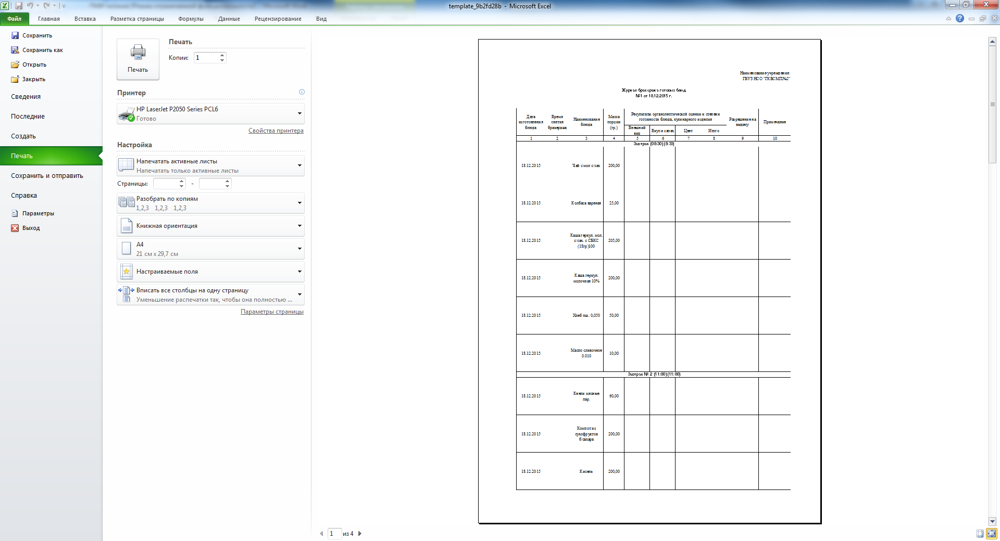 template_9b2fd28b - Microsoft Excel
Файл Главная Вставка Разметка страницы Формулы Данные Рецензирование Вид
Сохранить
Сохранить как
Открыть
Закрыть
Сведения
Последние
Создать
Печать
Сохранить и отправить
Справка
Параметры
Выход
Печать
Печать
Копии: 1
Принтер
HP LaserJet P2050 Series PCL6
Готово
Свойства принтера
Настройка
Напечатать активные листы
Напечатать только активные листы
Страницы: -
Разобрать по копиям
1,2,3 1,2,3 1,2,3
Книжная ориентация
A4
21 см x 29,7 см
Настраиваемые поля
Вписать все столбцы на одну страницу
Уменьшение распечатки так, чтобы она полностью ...
Параметры страницы
Наименование учреждения:
ГБУЗ НСО "ГКБСМП№2"
Журнал бракеража готовых блюд
№1 от 18.12.2015 г.
Дата изготовления блюда
Время снятия бракеража
Наименование блюда
Масса порции (гр.)
Результаты органолептической оценки и степени готовности блюда, кулинарного изделия
Внешний вид
Вкус и запах
Цвет
Итого
Разрешение на выдачу
Примечание
1 2 3 4 5 6 7 8 9 10
Завтрак (08:30) (8:30)
18.12.2015 Чай с мол с/сах 200,00
18.12.2015 Колбаса вареная 25,00
18.12.2015 Каша геркул. мол. с/сах. с СБКС (18гр)100 205,00
18.12.2015 Каша геркул. молочная 10% 200,00
18.12.2015 Хлеб пш. 0,050 50,00
18.12.2015 Масло сливочное 0.010 10,00
Завтрак № 2 (11:00) (11:00)
18.12.2015 Кнели мясные пар. 60,00
18.12.2015 Компот из сухофруктов б/сахара 200,00
18.12.2015 Кисель 200,00
1 из 4